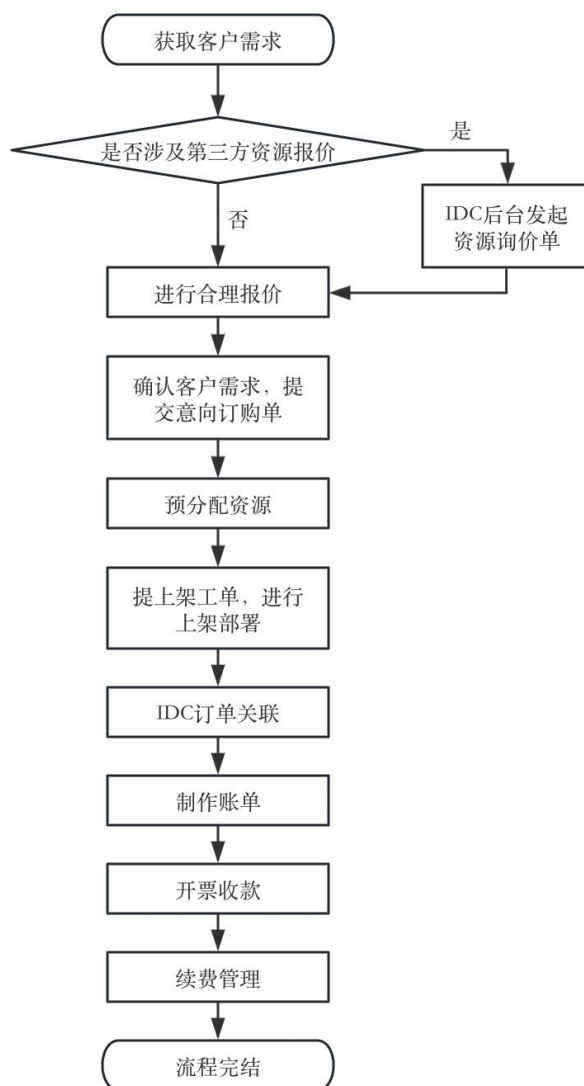 获取客户需求
是否涉及第三方资源报价
是
IDC后台发起
资源询价单
否
进行合理报价
确认客户需求，提
交意向订购单
预分配资源
提上架工单，进行
上架部署
IDC订单关联
制作账单
开票收款
续费管理
流程完结